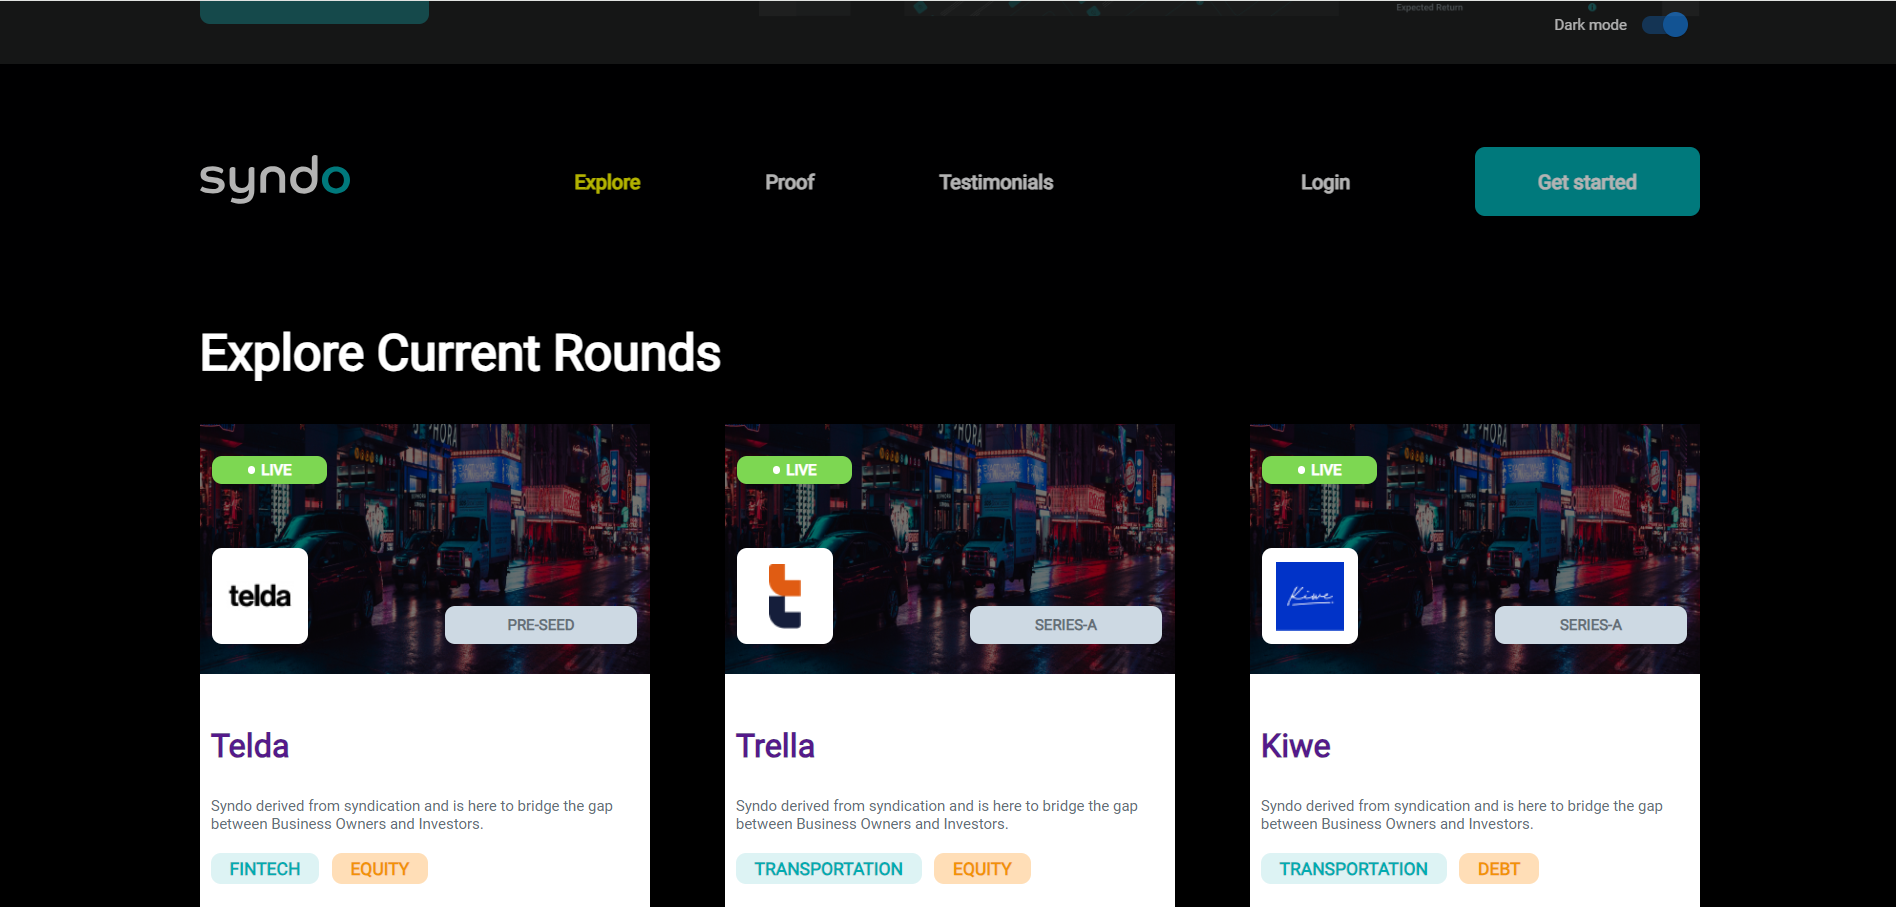 Expected Return
Dark mode
syndo
Explore
Proof
Testimonials
Login
Get started
Explore Current Rounds
LIVE
telda
PRE-SEED
Telda
Syndo derived from syndication and is here to bridge the gap
between Business Owners and Investors.
FINTECH
EQUITY
LIVE
SERIES-A
Trella
Syndo derived from syndication and is here to bridge the gap
between Business Owners and Investors.
TRANSPORTATION
EQUITY
LIVE
Kiwe
SERIES-A
Kiwe
Syndo derived from syndication and is here to bridge the gap
between Business Owners and Investors.
TRANSPORTATION
DEBT